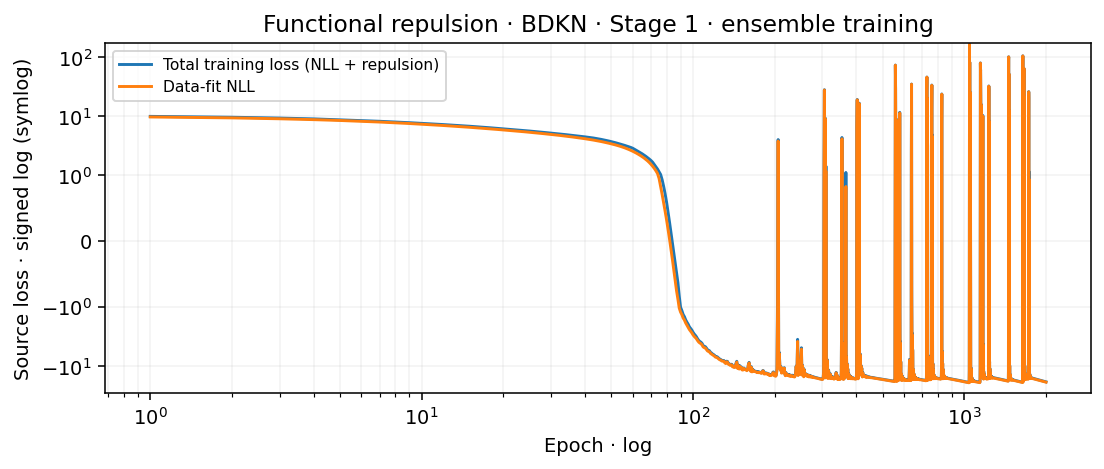 Functional repulsion · BDKN · Stage 1 · ensemble training
Total training loss (NLL + repulsion)
Data-fit NLL
Source loss · signed log (symlog)
10²
10¹
10⁰
0
−10⁰
−10¹
10⁰ 10¹ 10² 10³
Epoch · log